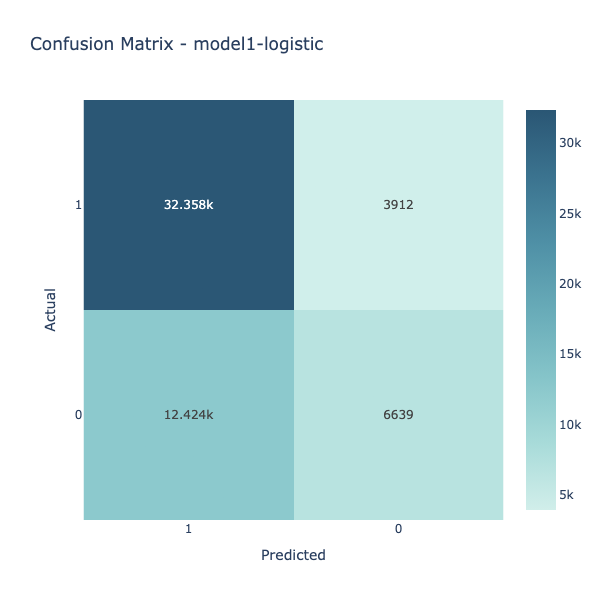 Confusion Matrix - model1-logistic
30k
1
32.358k
3912
25k
20k
Actual
15k
10k
0
12.424k
6639
5k
1
0
Predicted